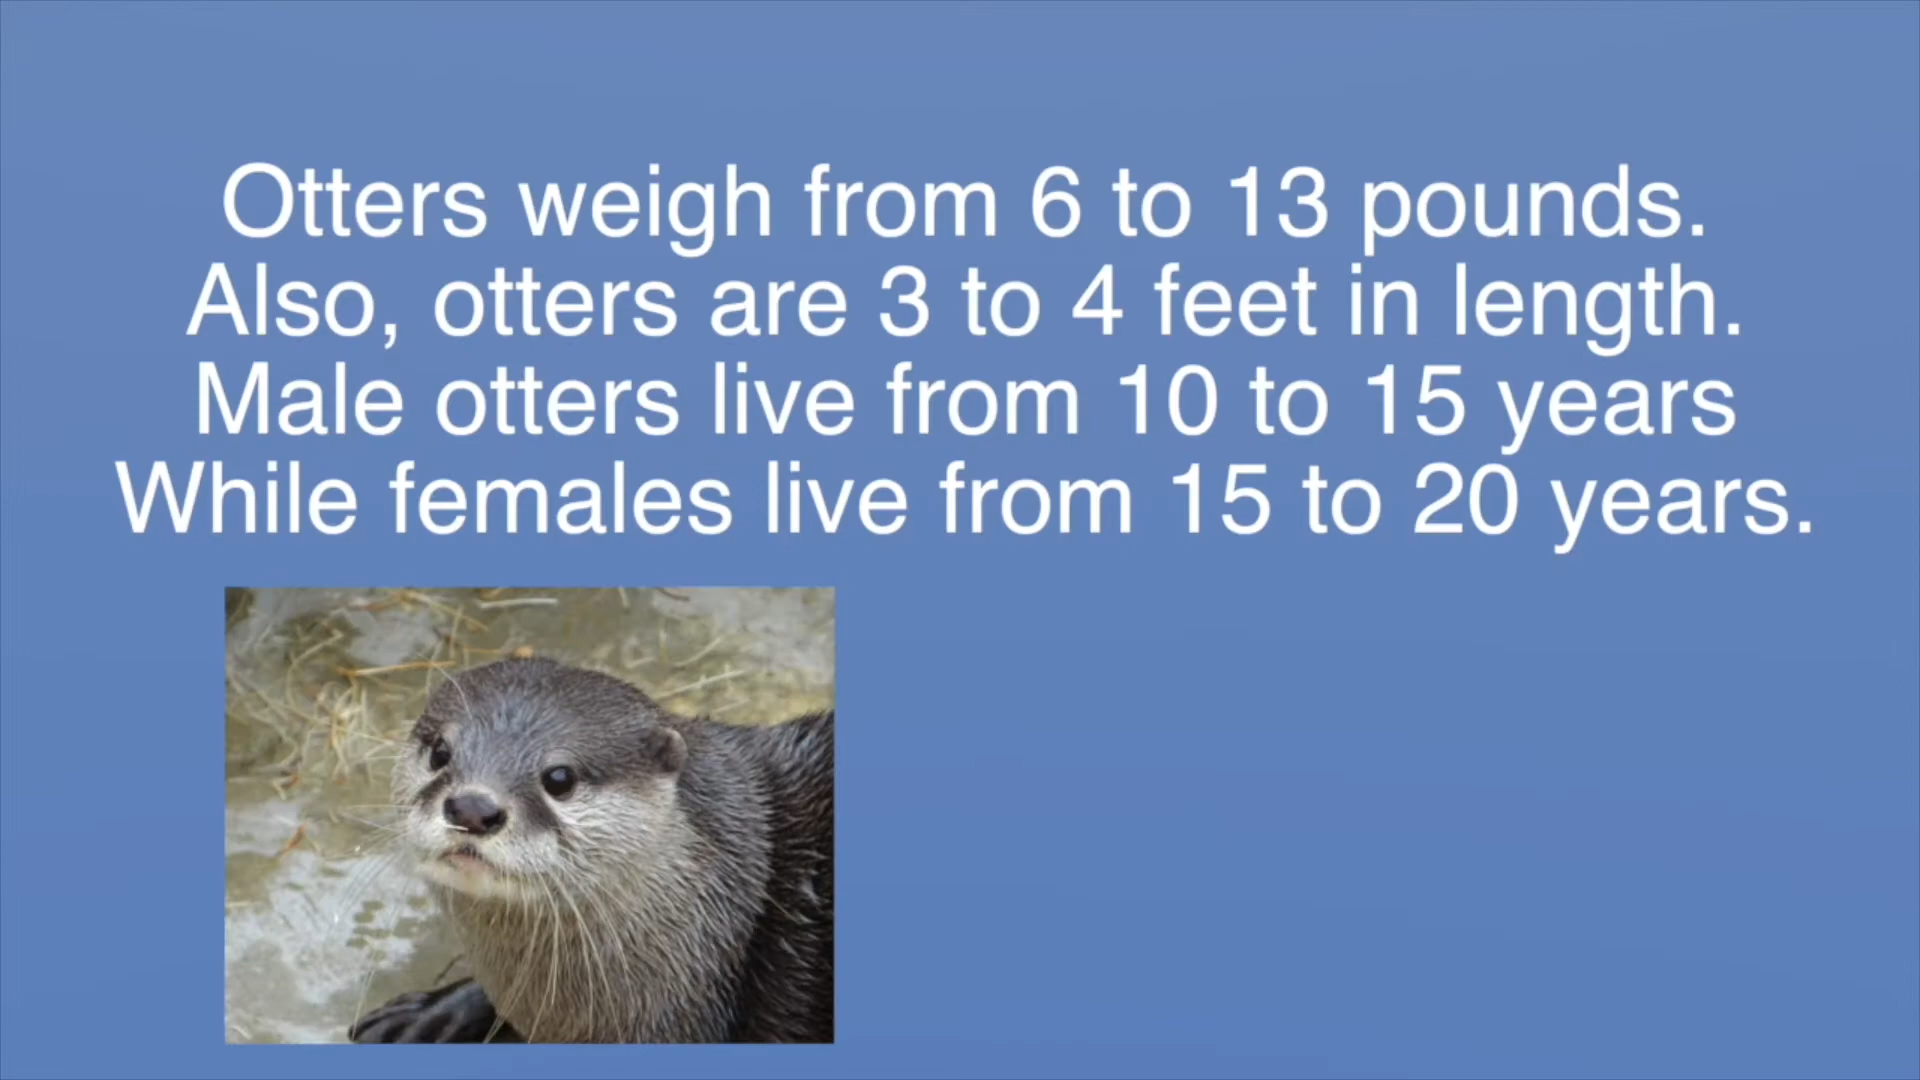 Otters weigh from 6 to 13 pounds.
Also, otters are 3 to 4 feet in length.
Male otters live from 10 to 15 years
While females live from 15 to 20 years.